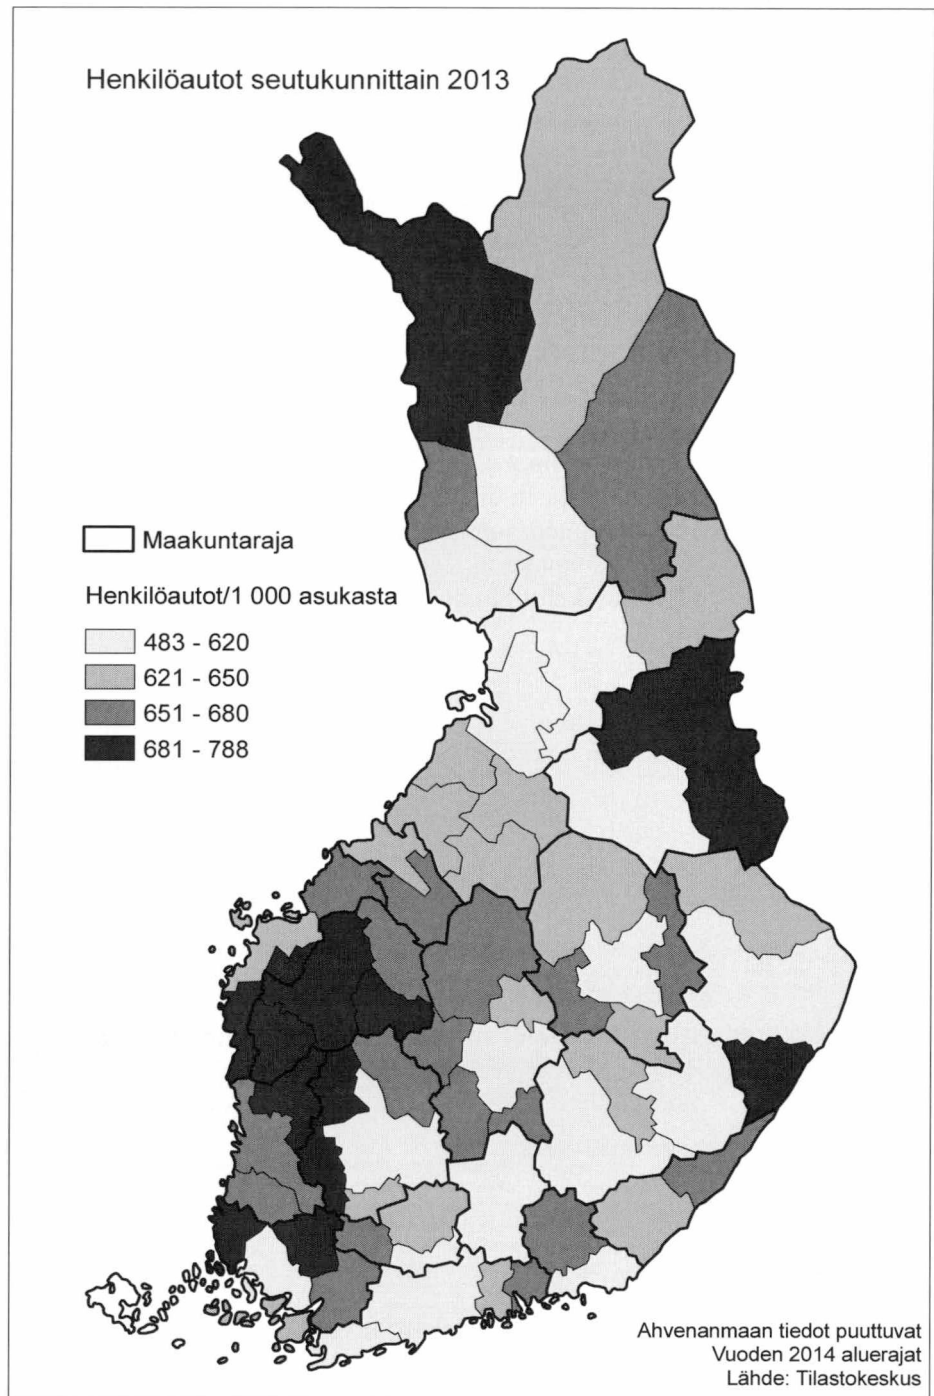 Henkilöautot seutukunnittain 2013
Maakuntaraja
Henkilöautot/1 000 asukasta
483 - 620
621 - 650
651 - 680
681 - 788
Ahvenanmaan tiedot puuttuvat
Vuoden 2014 aluerajat
Lähde: Tilastokeskus